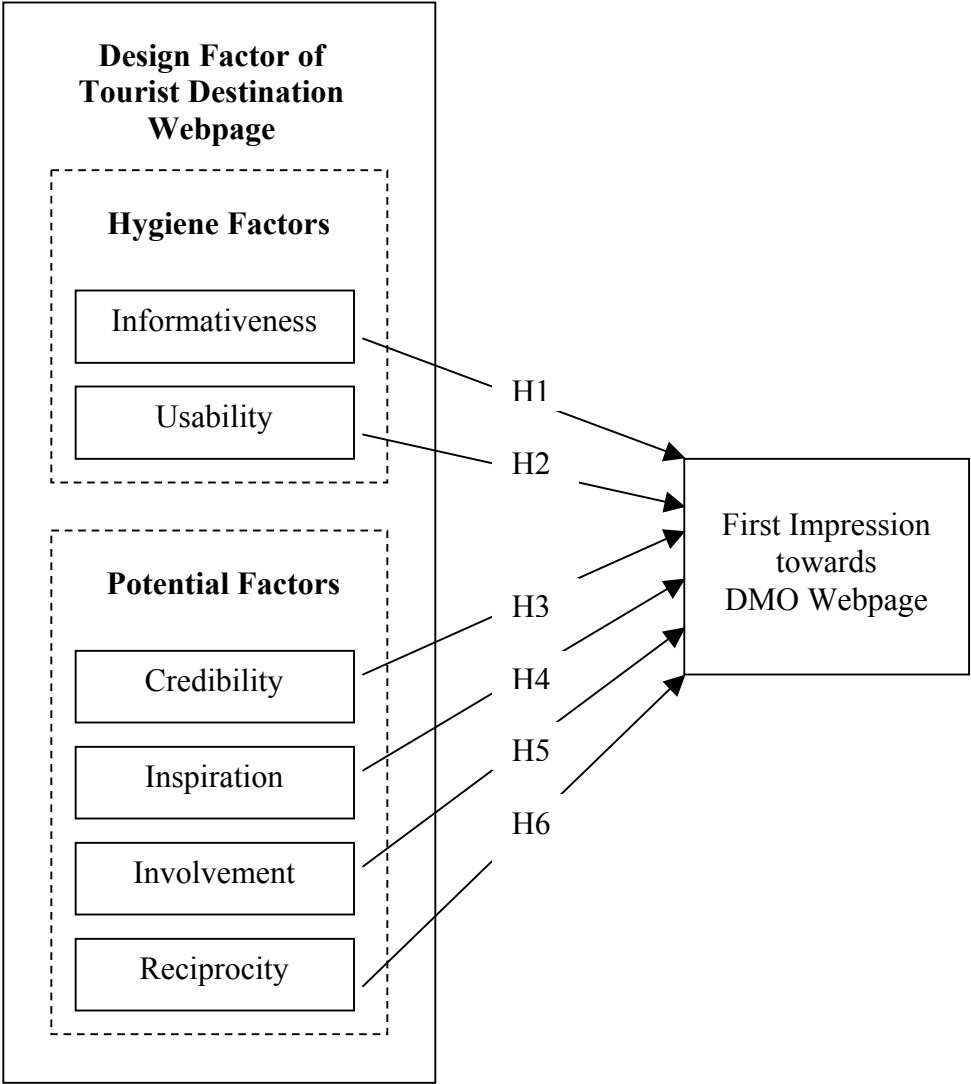 Design Factor of
Tourist Destination
Webpage
Hygiene Factors
Informativeness
Usability
Potential Factors
Credibility
Inspiration
Involvement
Reciprocity
H1
H2
H3
H4
H5
H6
First Impression
towards
DMO Webpage